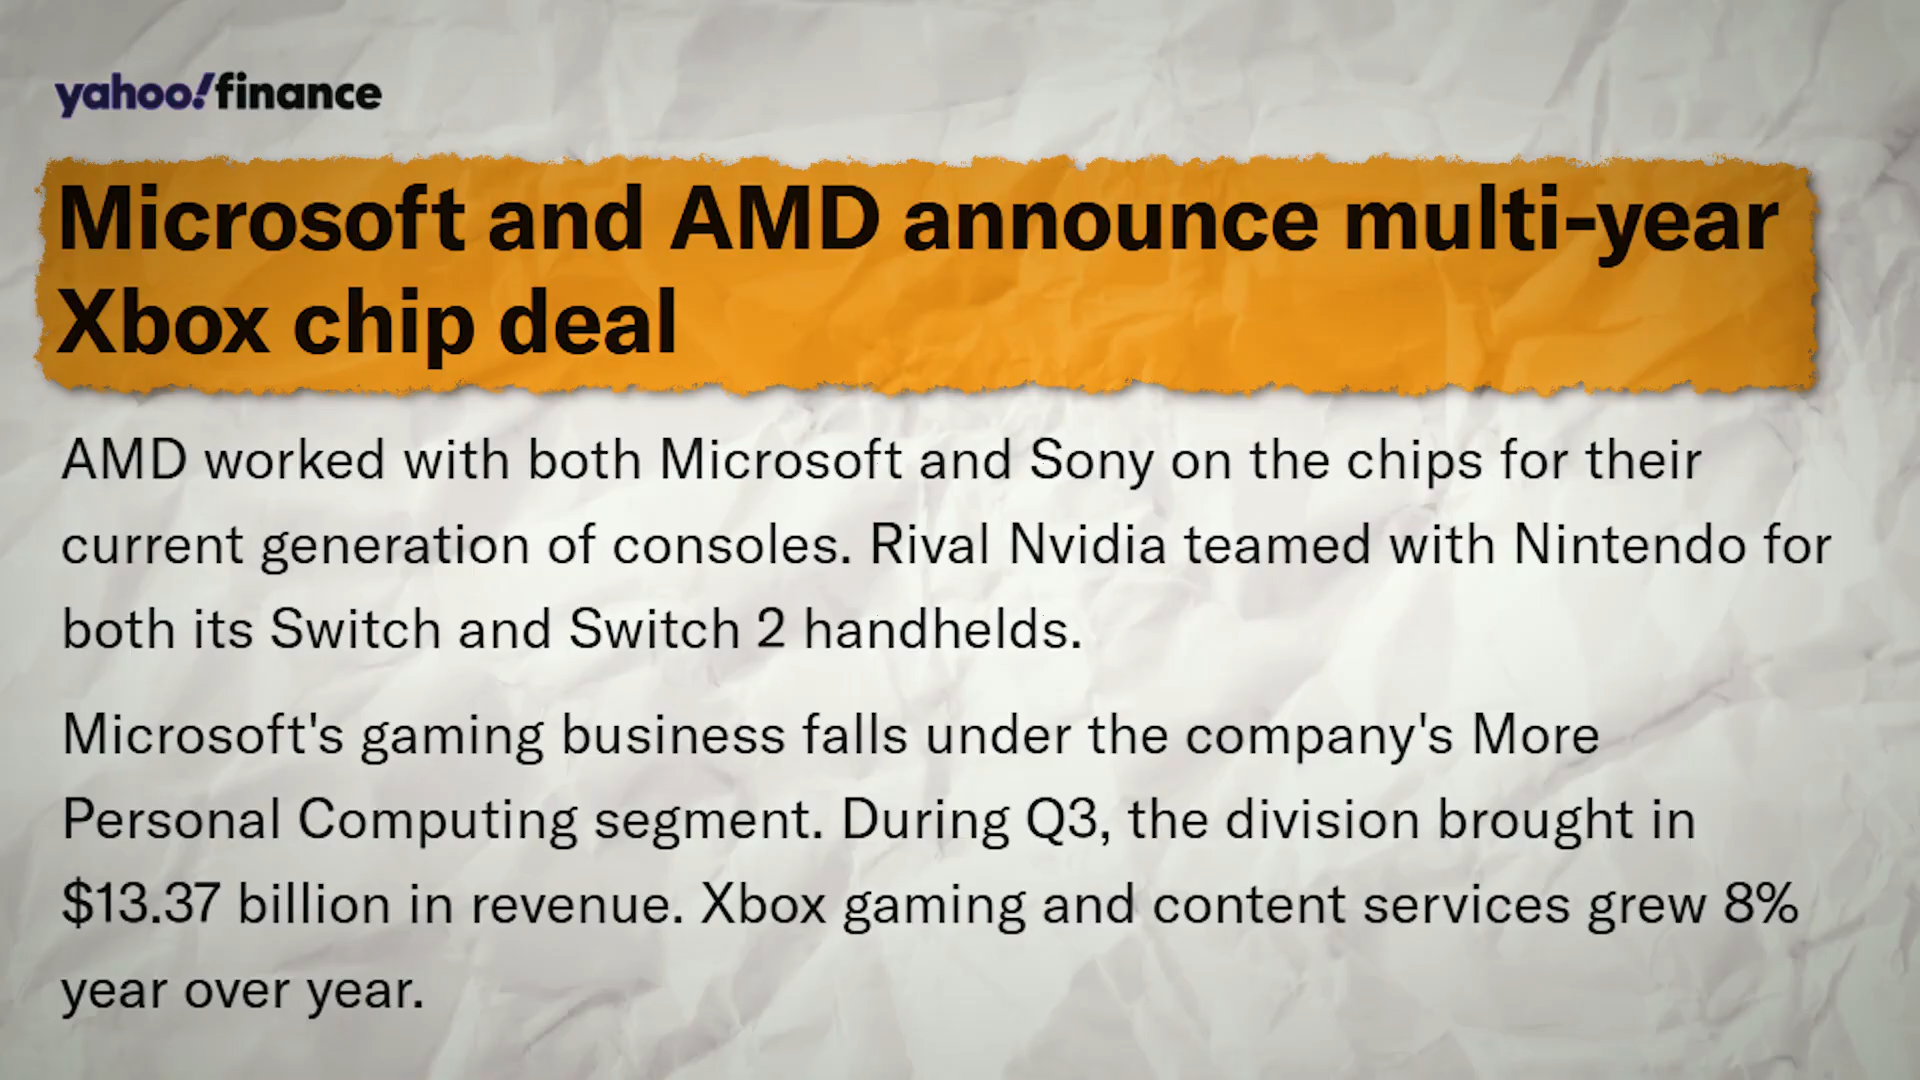 yahoo!finance
Microsoft and AMD announce multi-year
Xbox chip deal
AMD worked with both Microsoft and Sony on the chips for their
current generation of consoles. Rival Nvidia teamed with Nintendo for
both its Switch and Switch 2 handhelds.
Microsoft's gaming business falls under the company's More
Personal Computing segment. During Q3, the division brought in
$13.37 billion in revenue. Xbox gaming and content services grew 8%
year over year.